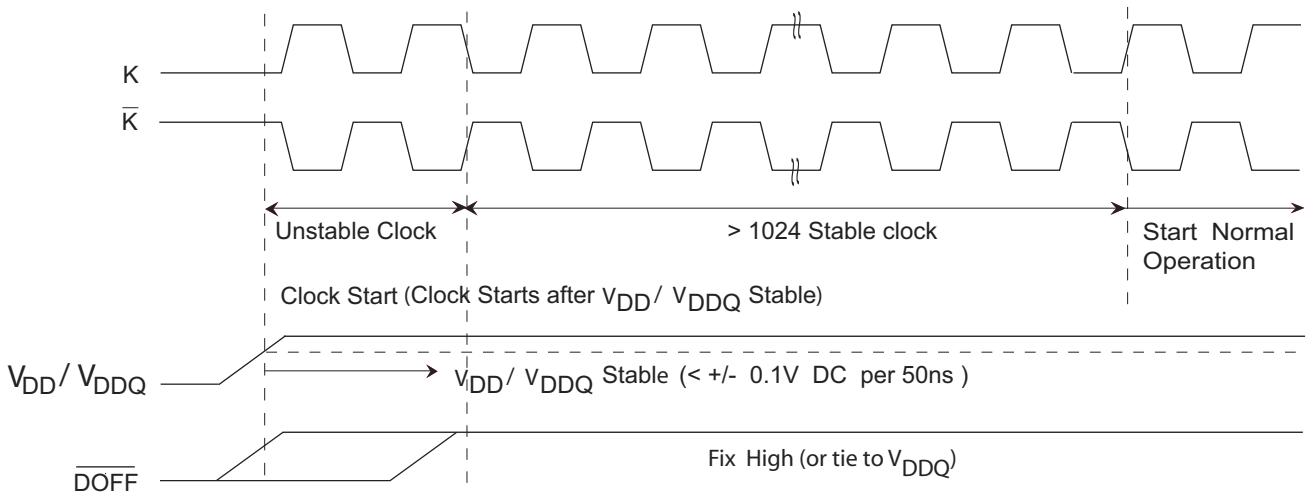 K
K̅
Unstable Clock
> 1024 Stable clock
Start Normal
Operation
Clock Start (Clock Starts after VDD/ VDDQ Stable)
VDD/ VDDQ
VDD/ VDDQ Stable (< +/- 0.1V DC per 50ns )
Fix High (or tie to VDDQ)
D̅O̅F̅F̅